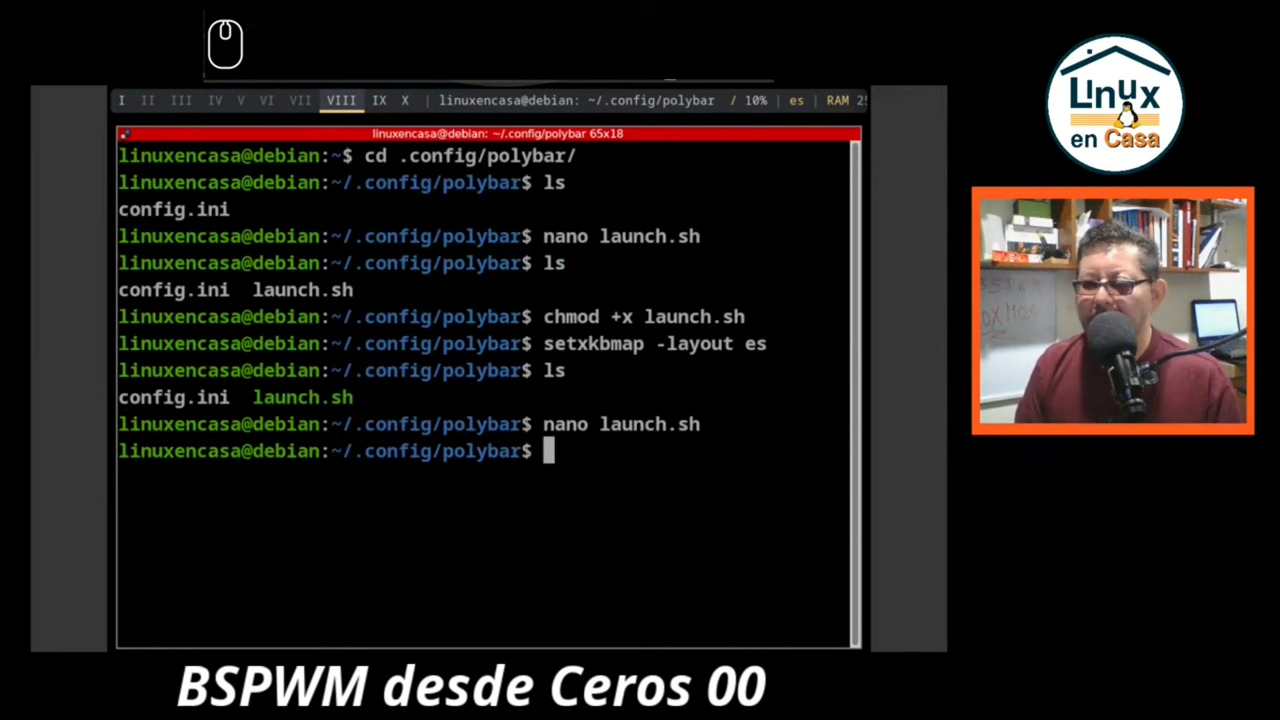 I II III IV V VI VII VIII IX X | linuxencasa@debian: ~/.config/polybar / 10% | es | RAM 25
linuxencasa@debian: ~/.config/polybar 65x18
linuxencasa@debian:~$ cd .config/polybar/
linuxencasa@debian:~/.config/polybar$ ls
config.ini
linuxencasa@debian:~/.config/polybar$ nano launch.sh
linuxencasa@debian:~/.config/polybar$ ls
config.ini launch.sh
linuxencasa@debian:~/.config/polybar$ chmod +x launch.sh
linuxencasa@debian:~/.config/polybar$ setxkbmap -layout es
linuxencasa@debian:~/.config/polybar$ ls
config.ini launch.sh
linuxencasa@debian:~/.config/polybar$ nano launch.sh
linuxencasa@debian:~/.config/polybar$
BSPWM desde Ceros 00
LInux
en Casa